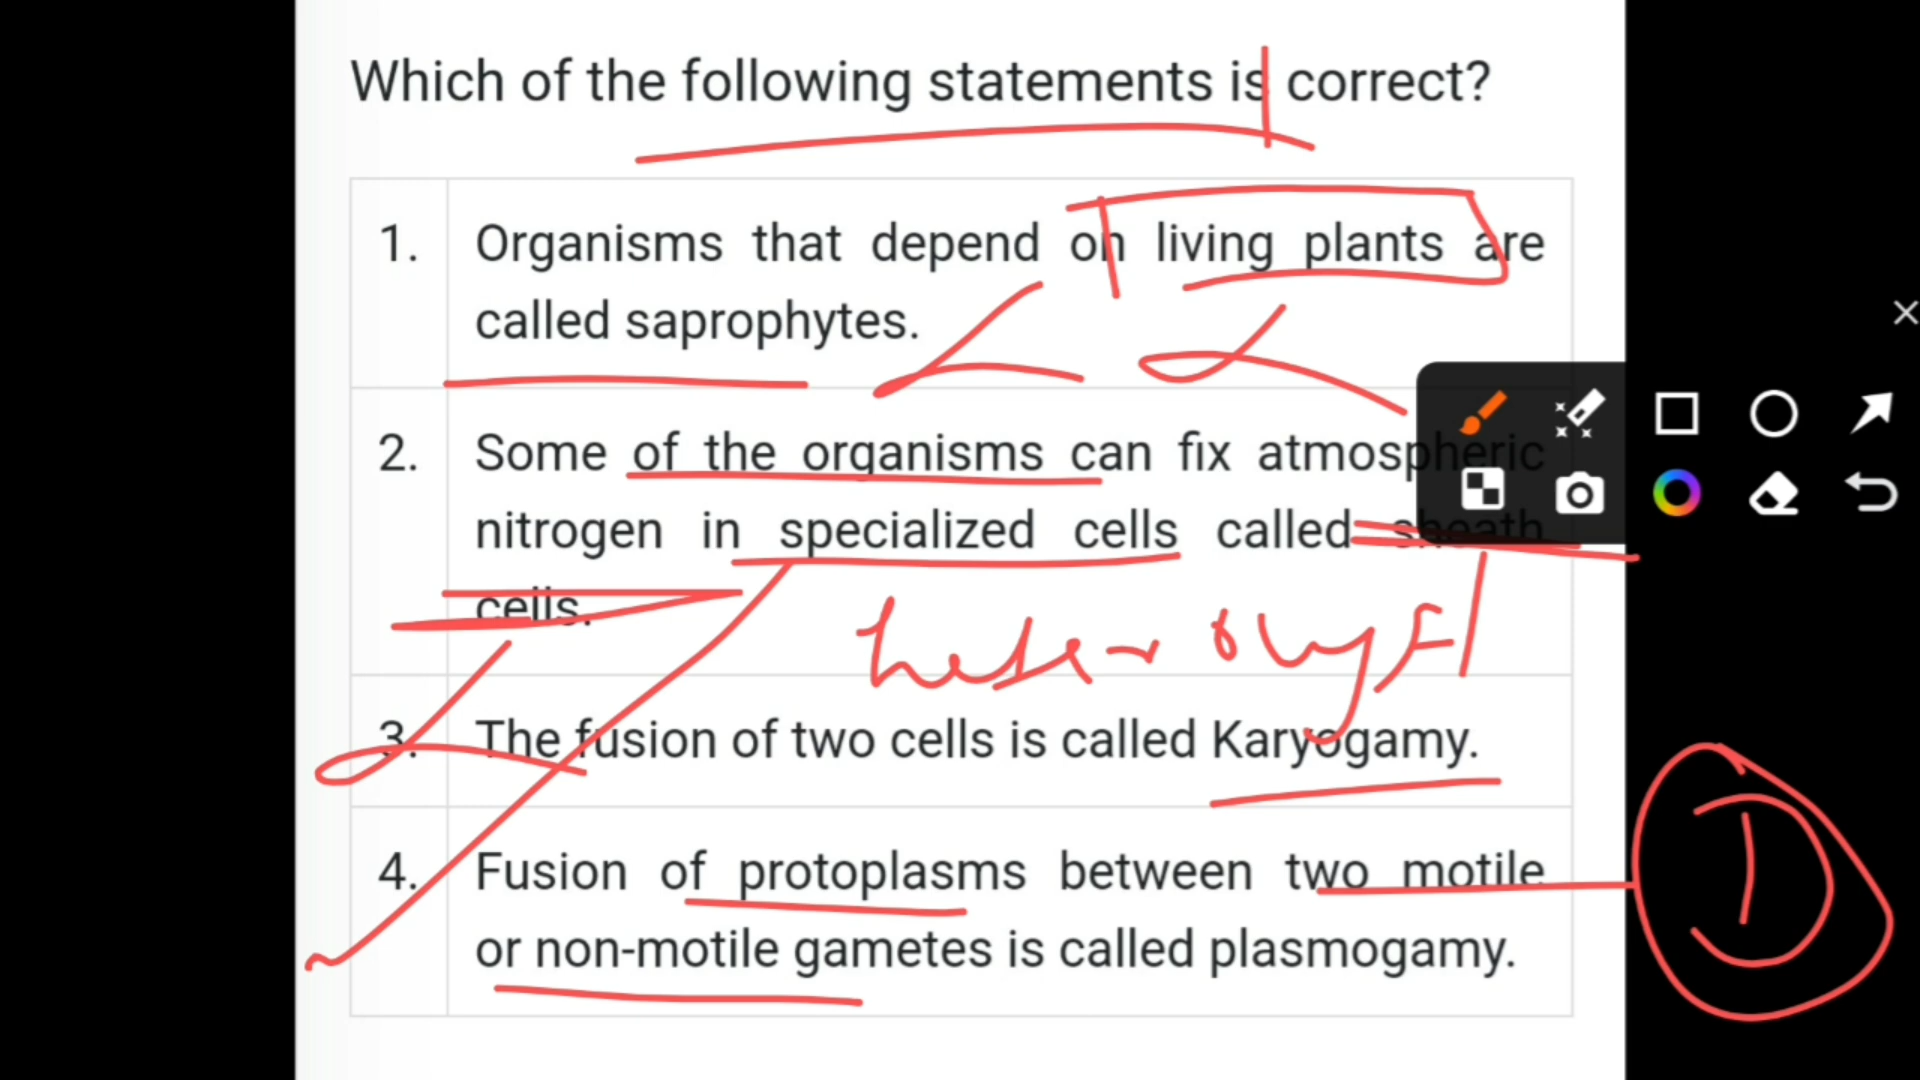 Which of the following statements is correct?
1. Organisms that depend on living plants are
called saprophytes.
2. Some of the organisms can fix atmospheric
nitrogen in specialized cells called sheath
cells.
3. The fusion of two cells is called Karyogamy.
4. Fusion of protoplasms between two motile
D
or non-motile gametes is called plasmogamy.